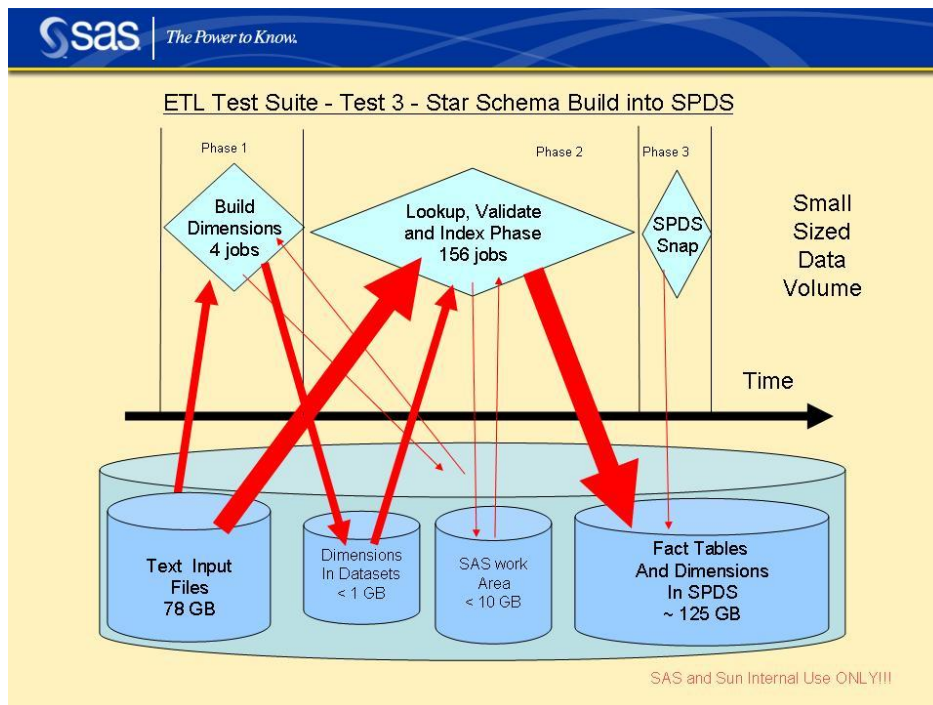 sas
The Power to Know.
ETL Test Suite - Test 3 - Star Schema Build into SPDS
Phase 1
Phase 2
Phase 3
Build
Dimensions
4 jobs
Lookup, Validate
and Index Phase
156 jobs
SPDS
Snap
Small
Sized
Data
Volume
Time
Text Input
Files
78 GB
Dimensions
In Datasets
< 1 GB
SAS work
Area
< 10 GB
Fact Tables
And Dimensions
In SPDS
~ 125 GB
SAS and Sun Internal Use ONLY!!!